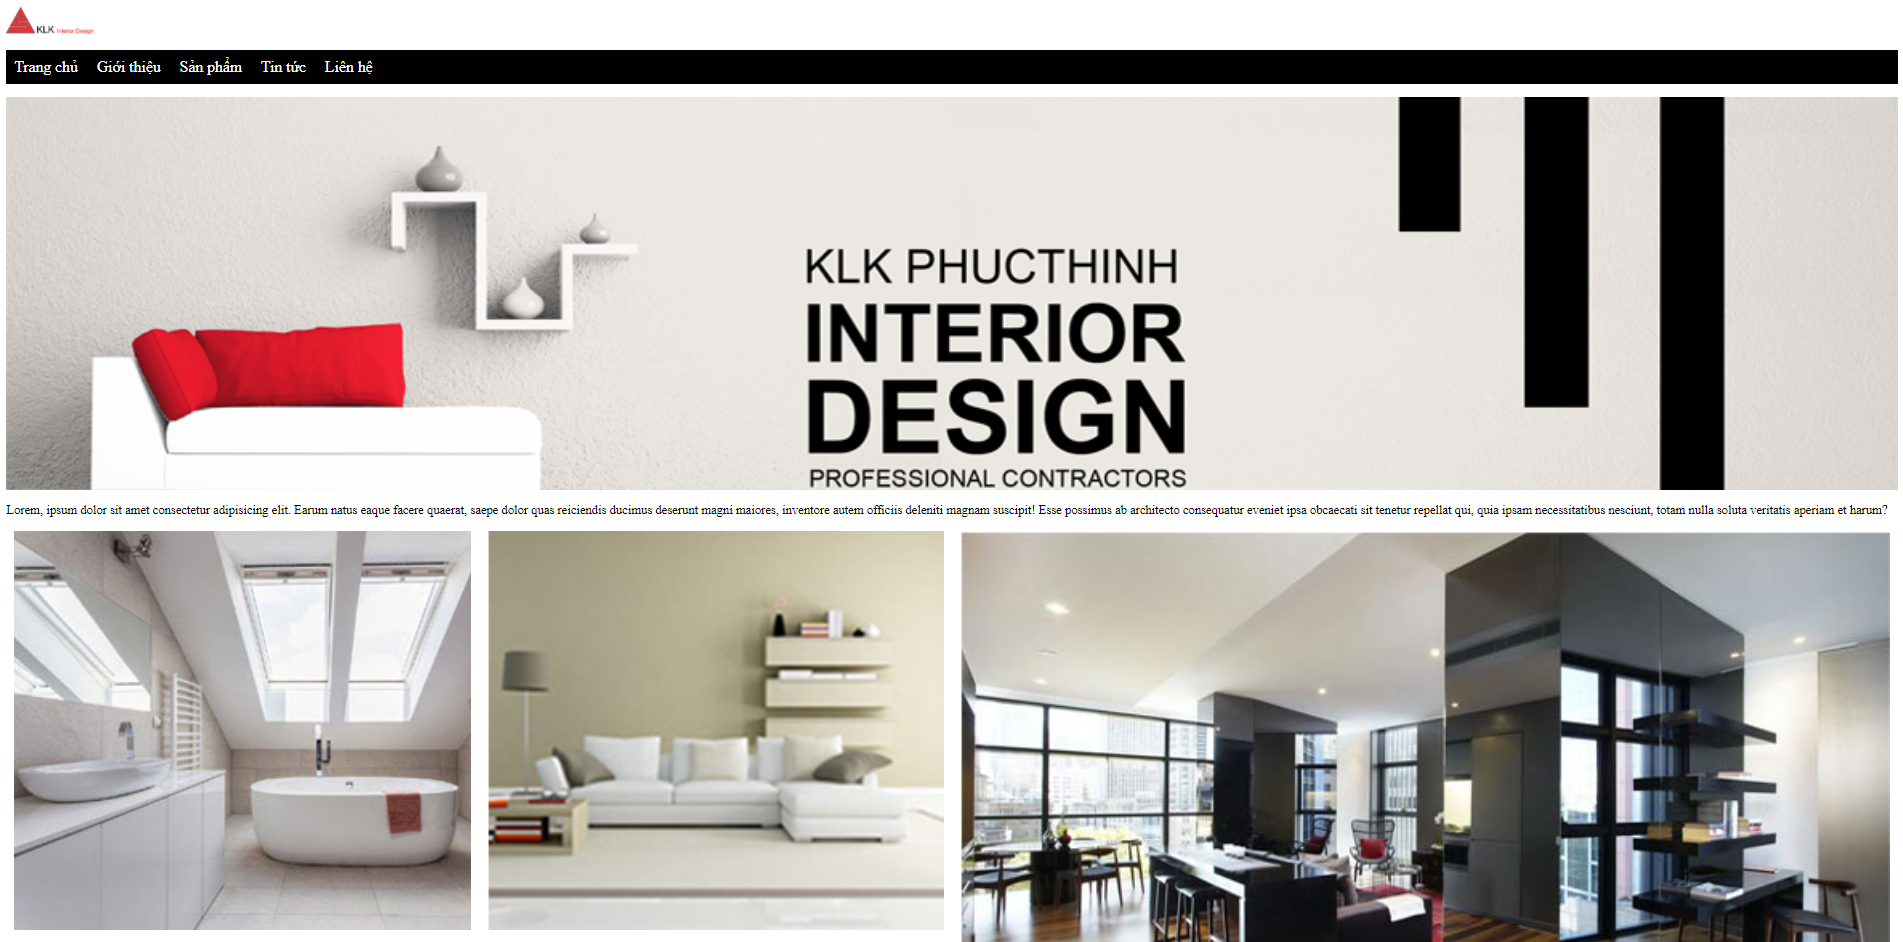 KLK Interior Design
Trang chủ Giới thiệu Sản phẩm Tin tức Liên hệ
KLK PHUCTHINH
INTERIOR
DESIGN
PROFESSIONAL CONTRACTORS
Lorem, ipsum dolor sit amet consectetur adipisicing elit. Earum natus eaque facere quaerat, saepe dolor quas reiciendis ducimus deserunt magni maiores, inventore autem officiis deleniti magnam suscipit! Esse possimus ab architecto consequatur eveniet ipsa obcaecati sit tenetur repellat qui, quia ipsam necessitatibus nesciunt, totam nulla soluta veritatis aperiam et harum?